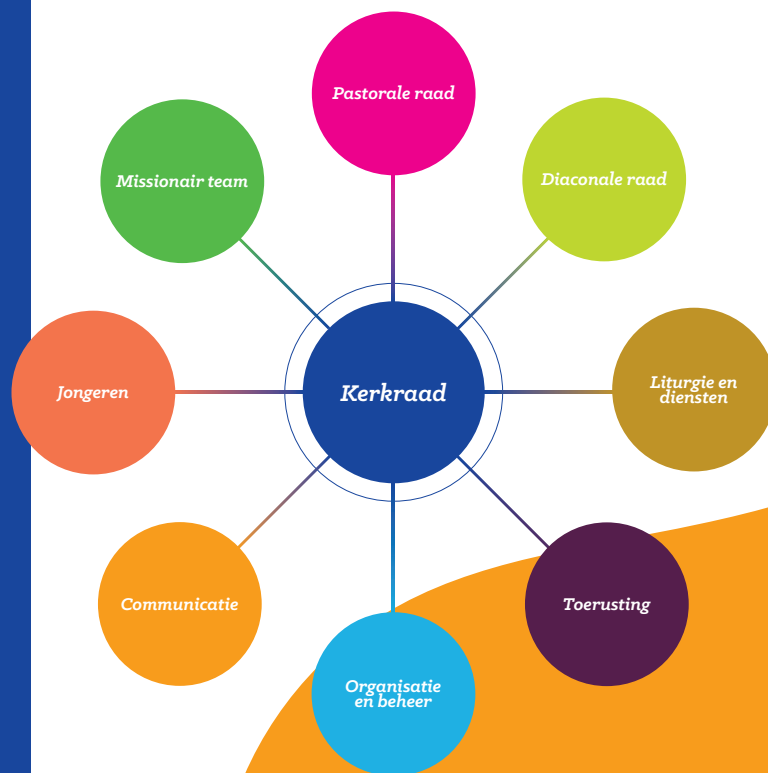 Pastorale raad
Missionair team
Diaconale raad
Jongeren
Kerkraad
Liturgie en
diensten
Communicatie
Toerusting
Organisatie
en beheer